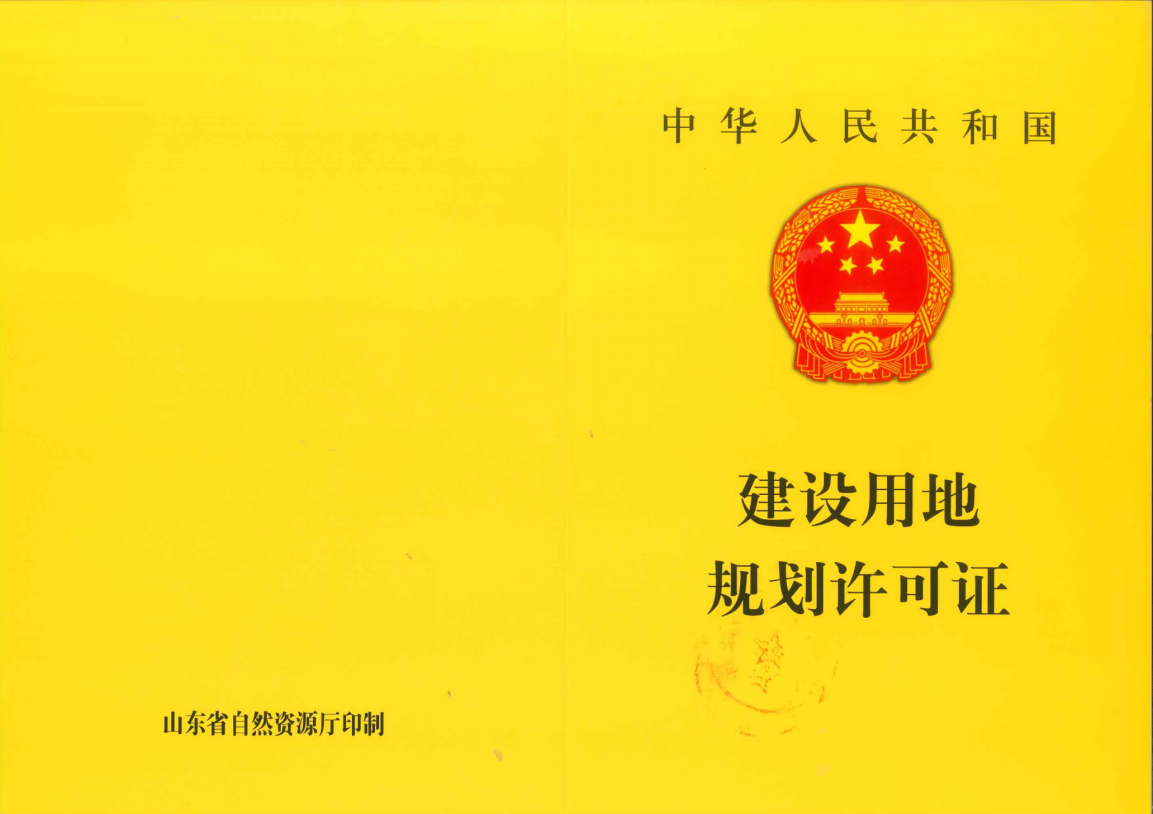 中华人民共和国
建设用地
规划许可证
山东省自然资源厅印制